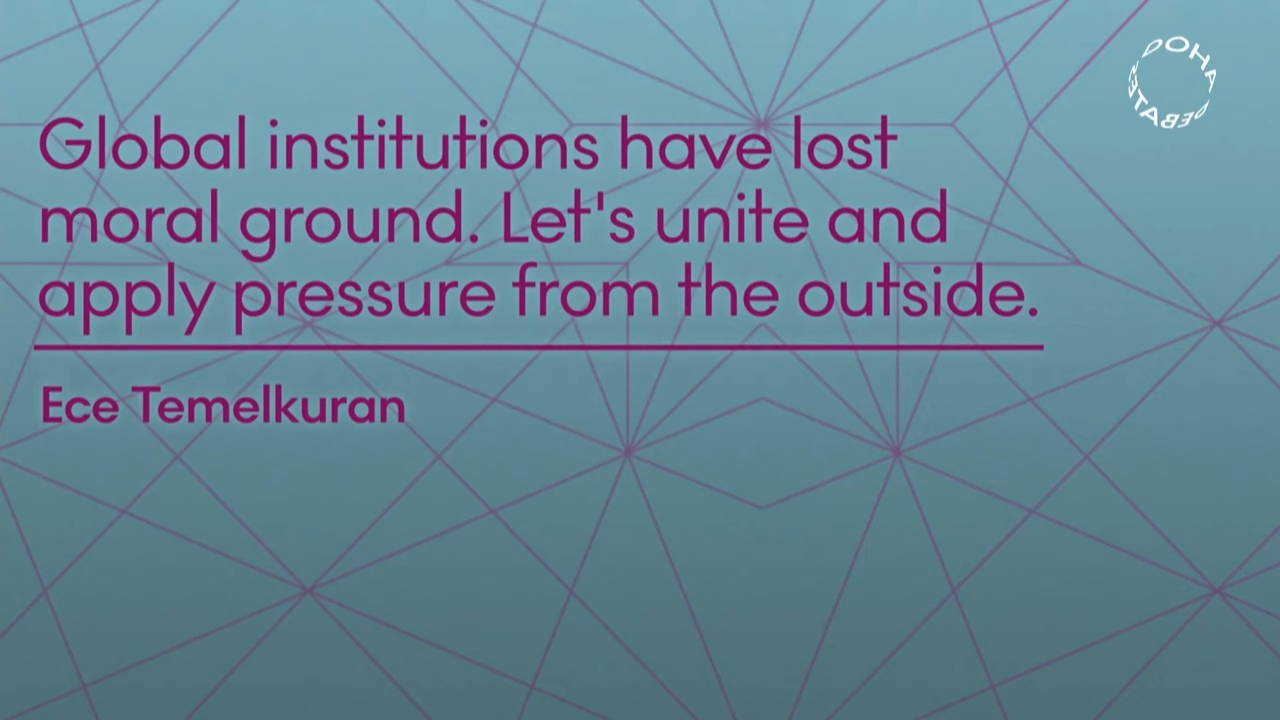 DOHA DEBATES
Global institutions have lost
moral ground. Let's unite and
apply pressure from the outside.
Ece Temelkuran